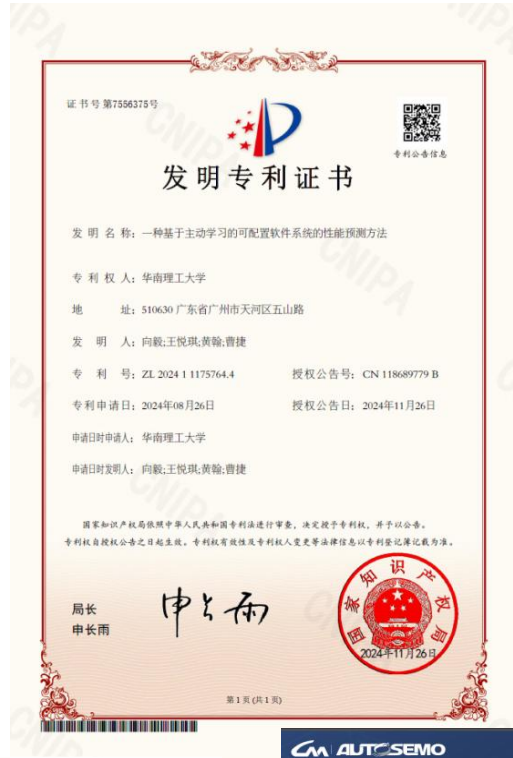 证书号第7556375号
专利公告信息
发明专利证书
发明名称：一种基于主动学习的可配置软件系统的性能预测方法
专利权人：华南理工大学
地址：510630 广东省广州市天河区五山路
发明人：向毅;王悦琪;黄翰;曹捷
专利号：ZL 2024 1 1175764.4 授权公告号：CN 118689779 B
专利申请日：2024年08月26日 授权公告日：2024年11月26日
申请日时申请人：华南理工大学
申请日时发明人：向毅;王悦琪;黄翰;曹捷
国家知识产权局依照中华人民共和国专利法进行审查，决定授予专利权，并予以公告。
专利权自授权公告之日起生效。专利权有效性及专利权人变更等法律信息以专利登记簿记载为准。
局长
申长雨
申长雨
国家知识产权局
2024年11月26日
第1页(共1页)
CM AUTOSEMO
CNIPA
CNIPA
CNIPA
CNIPA
CNIPA